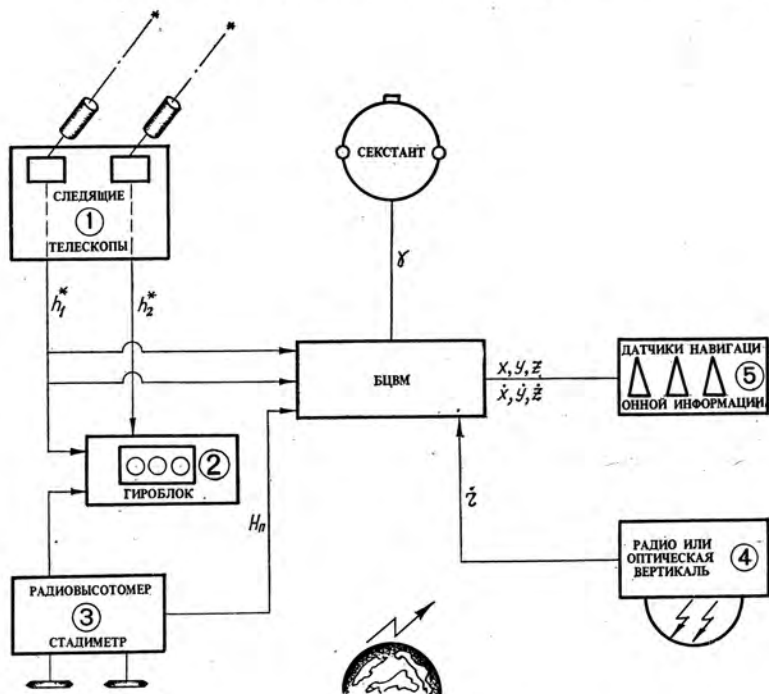 *
*
СЕКСТАНТ
СЛЕДЯЩИЕ
①
ТЕЛЕСКОПЫ
γ
h₁*
h₂*
БЦВМ
x, y, z
ẋ, ẏ, ż
ДАТЧИКИ НАВИГАЦИ
⑤
ОННОЙ ИНФОРМАЦИИ
②
ГИРОБЛОК
Hп
ṙ
РАДИО ИЛИ
ОПТИЧЕСКАЯ
ВЕРТИКАЛЬ
④
РАДИОВЫСОТОМЕР
③
СТАДИМЕТР